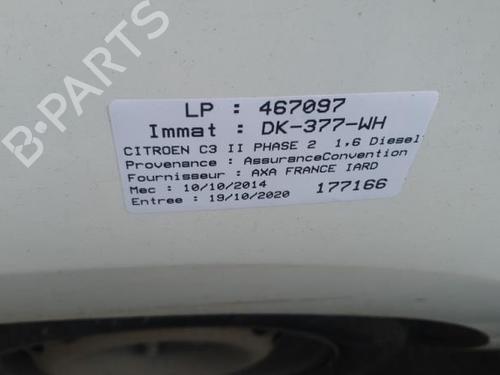 LP : 467097
Immat : DK-377-WH
CITROEN C3 II PHASE 2 1,6 Diesel
Provenance : AssuranceConvention
Fournisseur : AXA FRANCE IARD
Mec : 10/10/2014 177166
Entree : 19/10/2020
B-PARTS